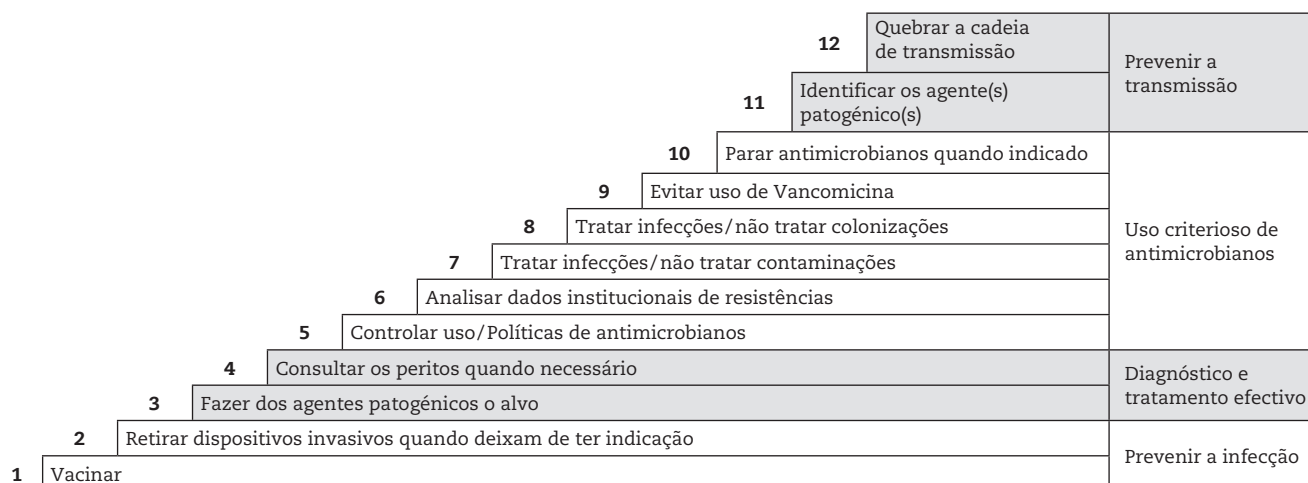 12 Quebrar a cadeia
de transmissão
Prevenir a
transmissão
11 Identificar os agente(s)
patogénico(s)
10 Parar antimicrobianos quando indicado
9 Evitar uso de Vancomicina
8 Tratar infecções/não tratar colonizações
Uso criterioso de
antimicrobianos
7 Tratar infecções/não tratar contaminações
6 Analisar dados institucionais de resistências
5 Controlar uso/Políticas de antimicrobianos
4 Consultar os peritos quando necessário
Diagnóstico e
tratamento efectivo
3 Fazer dos agentes patogénicos o alvo
2 Retirar dispositivos invasivos quando deixam de ter indicação
Prevenir a infecção
1 Vacinar